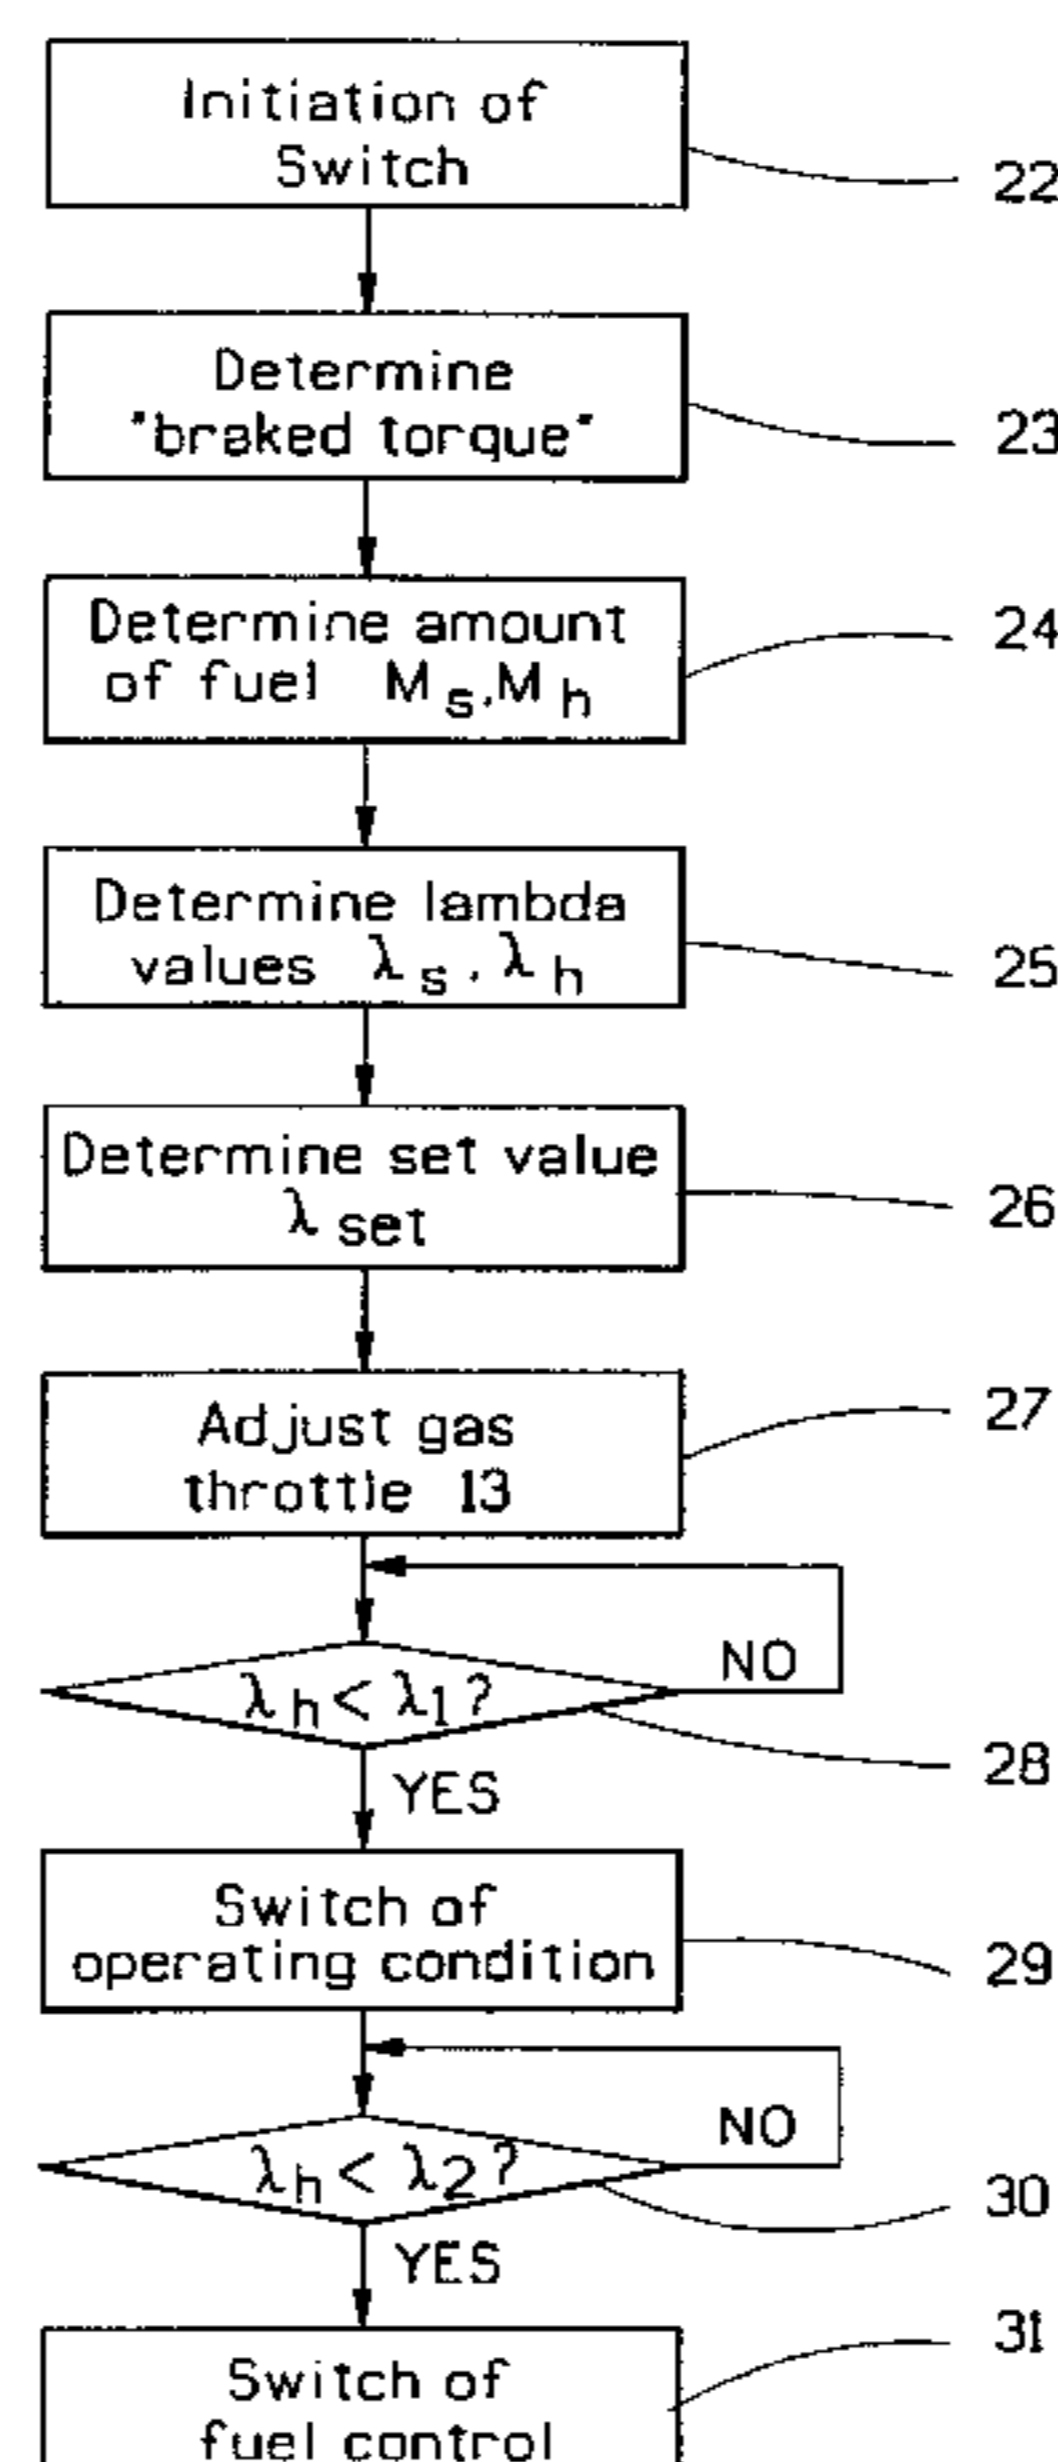 Initiation of
Switch
22
Determine
"braked torque"
23
Determine amount
of fuel M s, M h
24
Determine lambda
values λ s, λ h
25
Determine set value
λ set
26
Adjust gas
throttle 13
27
NO
λ h < λ1?
28
YES
Switch of
operating condition
29
NO
λ h < λ2?
30
YES
31
Switch of
fuel control